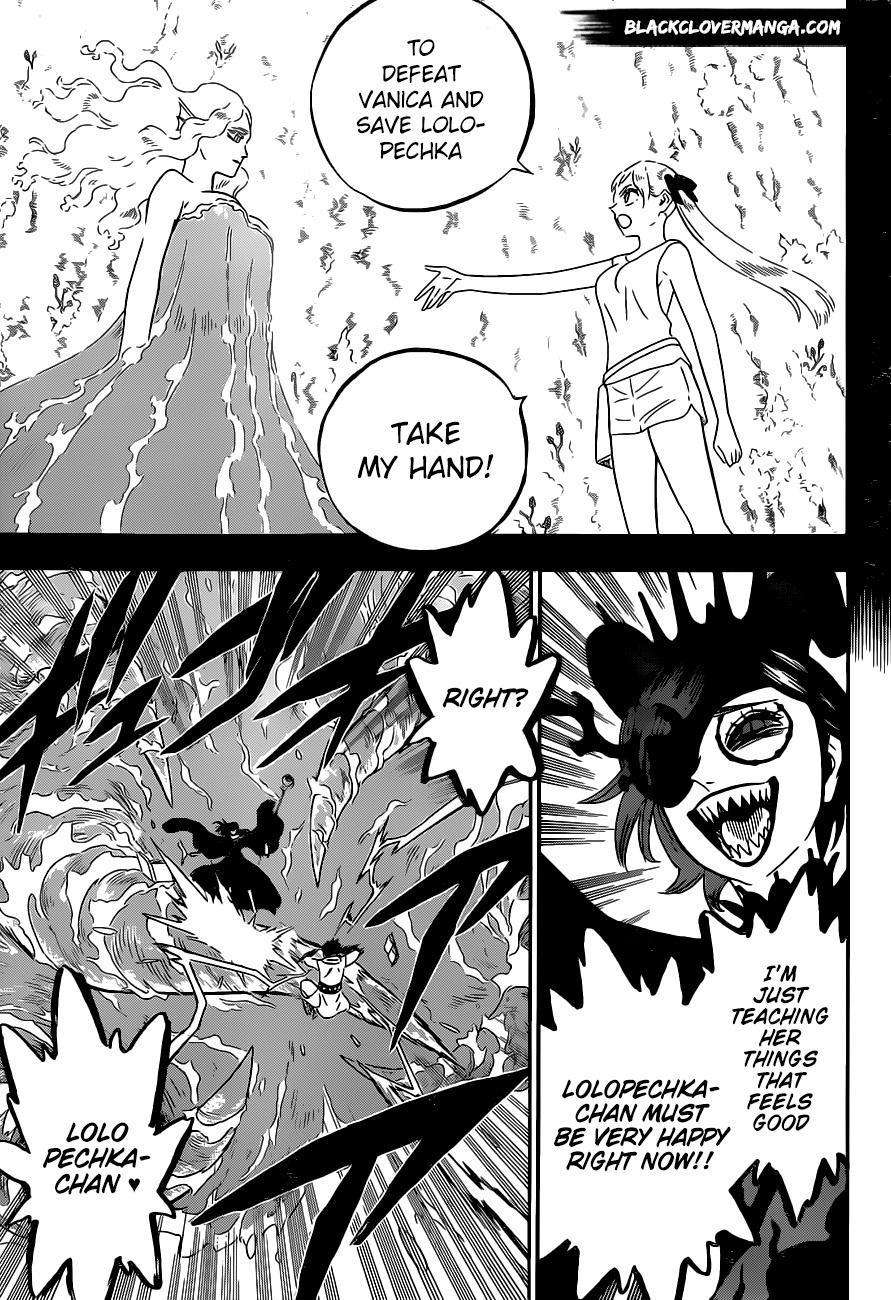 BLACKCLOVERMANGA.COM
TO
DEFEAT
VANICA AND
SAVE LOLO-
PECHKA
TAKE
MY HAND!
I'M
JUST
TEACHING
HER
THINGS
THAT
FEELS
GOOD
LOLOPECHKA-
CHAN MUST
BE VERY HAPPY
RIGHT NOW!!
RIGHT?
LOLO
PECHKA-
CHAN ♥